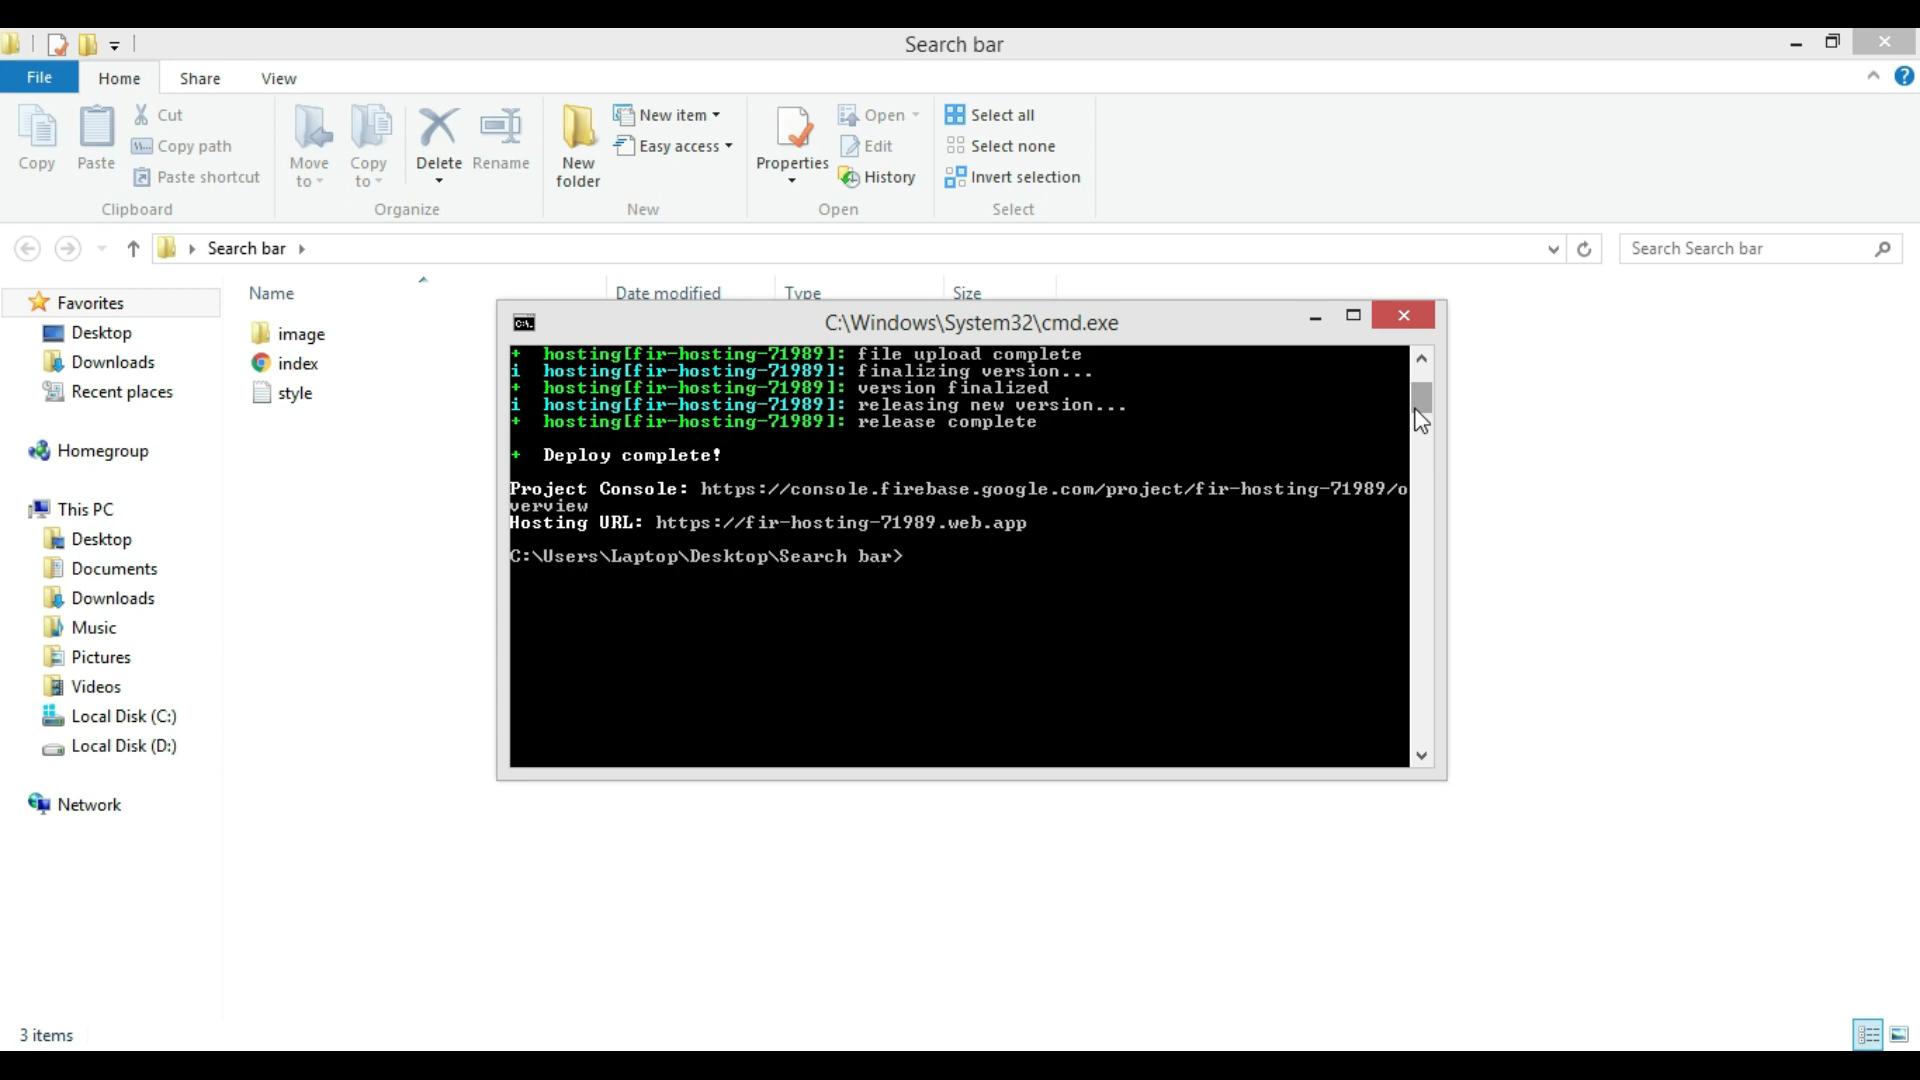 Search bar
File Home Share View
Copy
Paste
Cut
Copy path
Paste shortcut
Clipboard
Move to
Copy to
Delete
Rename
Organize
New folder
New item
Easy access
New
Properties
Open
Edit
History
Open
Select all
Select none
Invert selection
Select
Search bar
Search Search bar
Favorites
Desktop
Downloads
Recent places
Homegroup
This PC
Desktop
Documents
Downloads
Music
Pictures
Videos
Local Disk (C:)
Local Disk (D:)
Network
Name Date modified Type Size
image
index
style
C:\Windows\System32\cmd.exe
+ hosting[fir-hosting-71989]: file upload complete
i hosting[fir-hosting-71989]: finalizing version...
+ hosting[fir-hosting-71989]: version finalized
i hosting[fir-hosting-71989]: releasing new version...
+ hosting[fir-hosting-71989]: release complete
+ Deploy complete!
Project Console: https://console.firebase.google.com/project/fir-hosting-71989/o
verview
Hosting URL: https://fir-hosting-71989.web.app
C:\Users\Laptop\Desktop\Search bar>
3 items